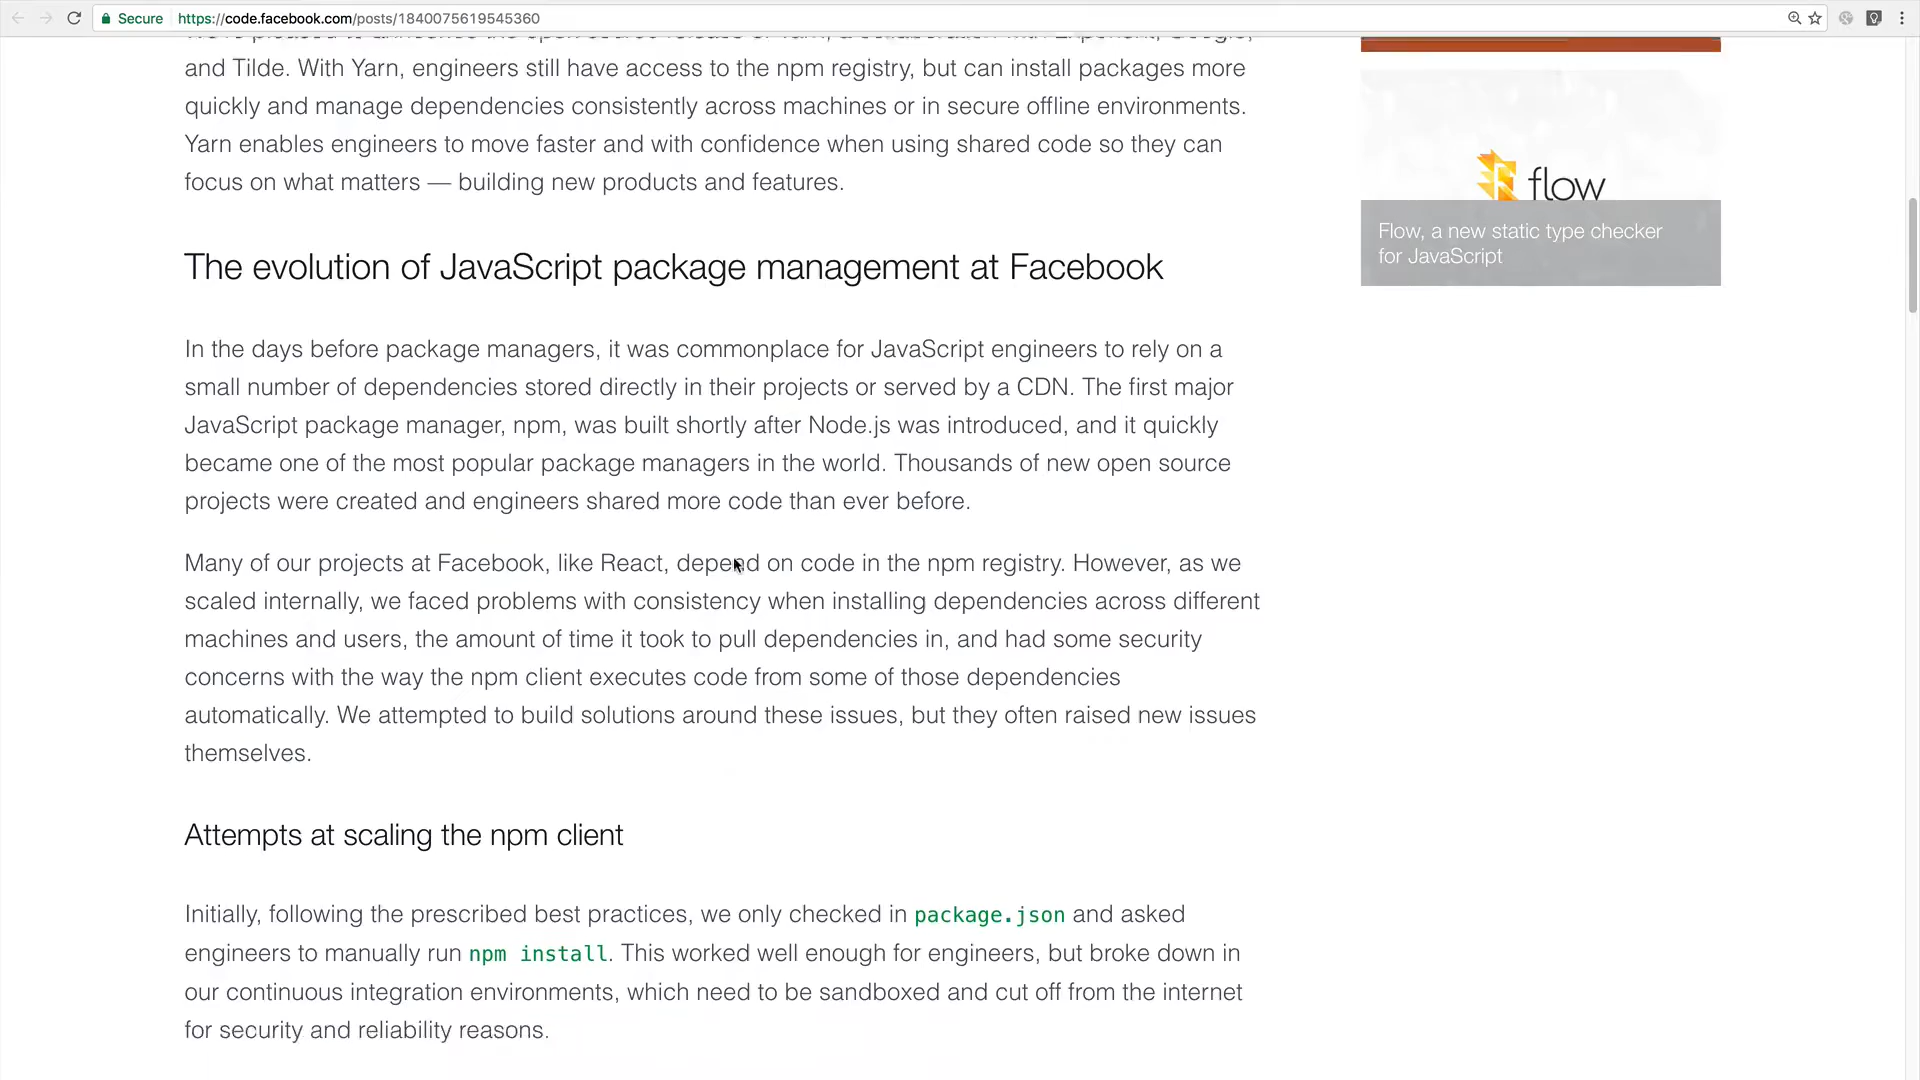 Secure https://code.facebook.com/posts/1840075619545360
and Tilde. With Yarn, engineers still have access to the npm registry, but can install packages more
quickly and manage dependencies consistently across machines or in secure offline environments.
Yarn enables engineers to move faster and with confidence when using shared code so they can
focus on what matters — building new products and features.
flow
Flow, a new static type checker
for JavaScript
The evolution of JavaScript package management at Facebook
In the days before package managers, it was commonplace for JavaScript engineers to rely on a
small number of dependencies stored directly in their projects or served by a CDN. The first major
JavaScript package manager, npm, was built shortly after Node.js was introduced, and it quickly
became one of the most popular package managers in the world. Thousands of new open source
projects were created and engineers shared more code than ever before.
Many of our projects at Facebook, like React, depend on code in the npm registry. However, as we
scaled internally, we faced problems with consistency when installing dependencies across different
machines and users, the amount of time it took to pull dependencies in, and had some security
concerns with the way the npm client executes code from some of those dependencies
automatically. We attempted to build solutions around these issues, but they often raised new issues
themselves.
Attempts at scaling the npm client
Initially, following the prescribed best practices, we only checked in package.json and asked
engineers to manually run npm install. This worked well enough for engineers, but broke down in
our continuous integration environments, which need to be sandboxed and cut off from the internet
for security and reliability reasons.